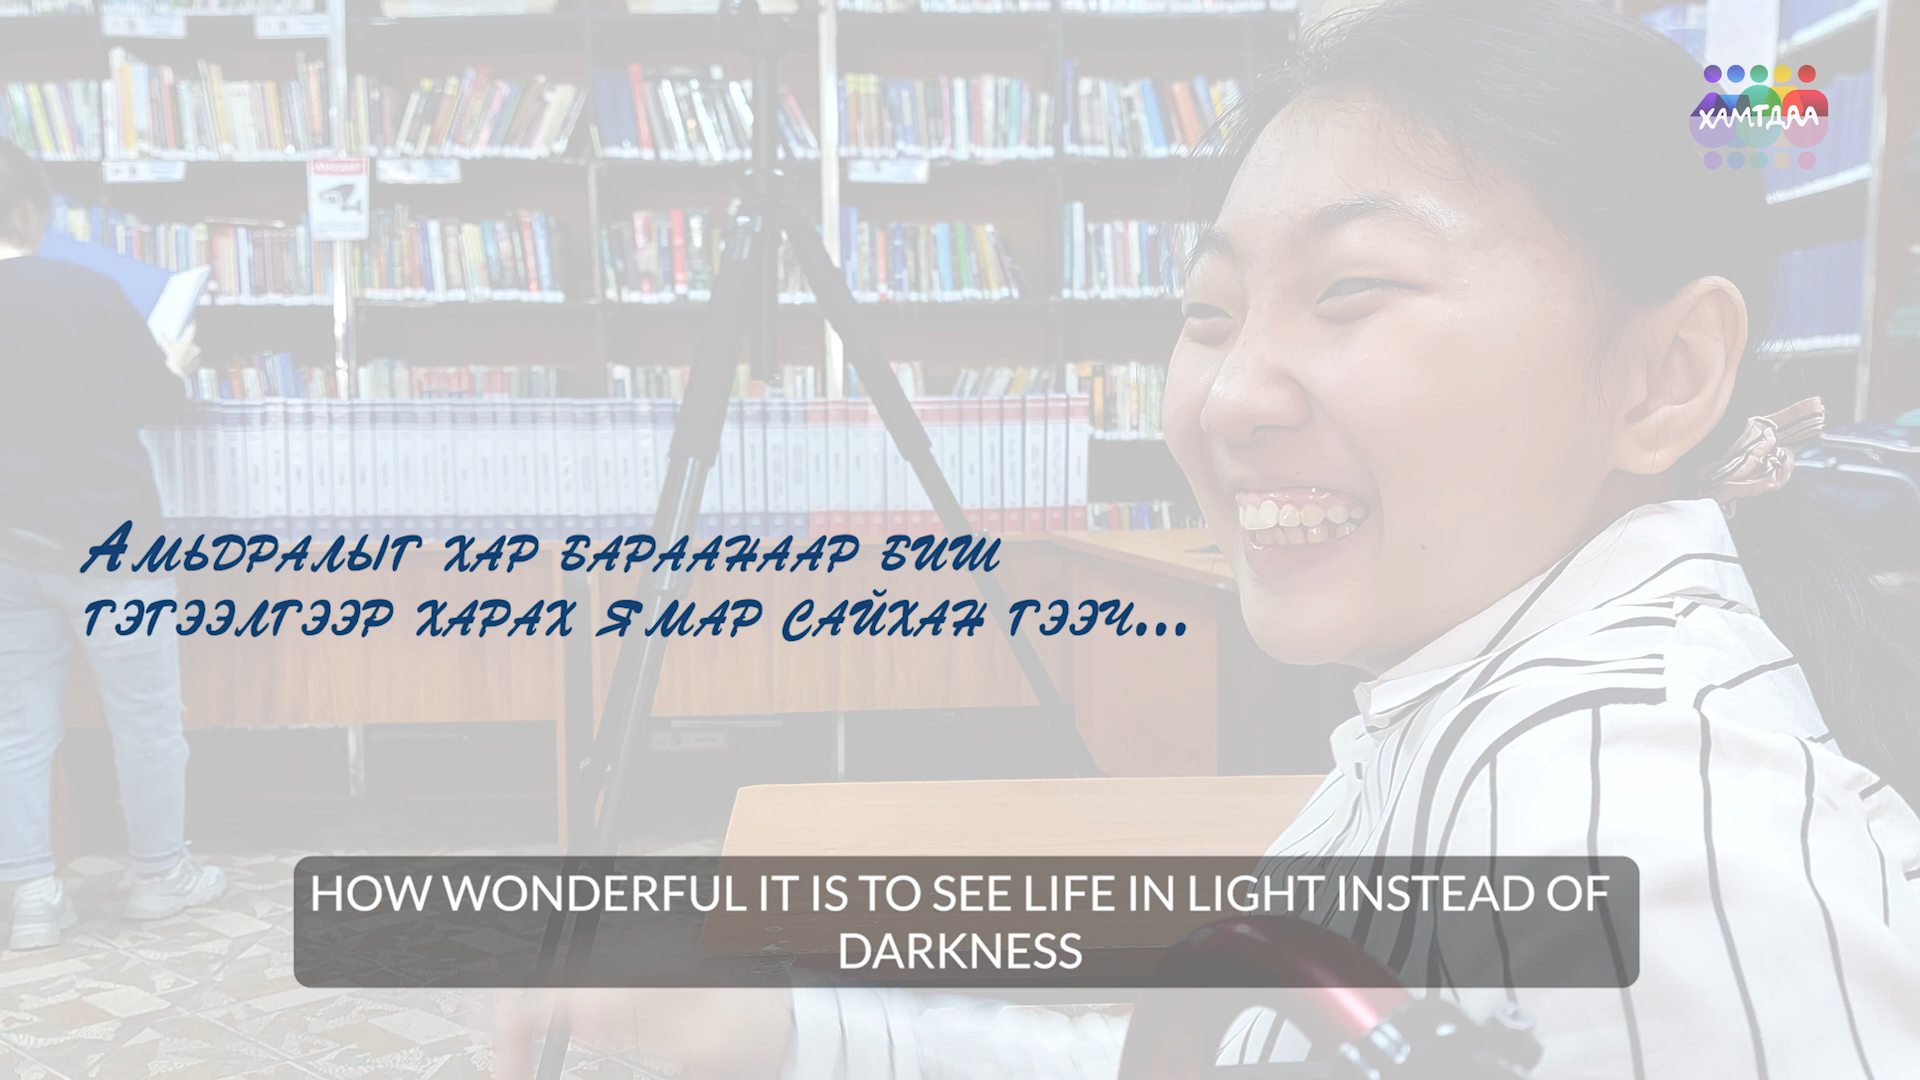 ХАМТДАА
Амьдралыг хар бараанаар биш
гэгээлгээр харах ямар сайхан гээч...
HOW WONDERFUL IT IS TO SEE LIFE IN LIGHT INSTEAD OF
DARKNESS